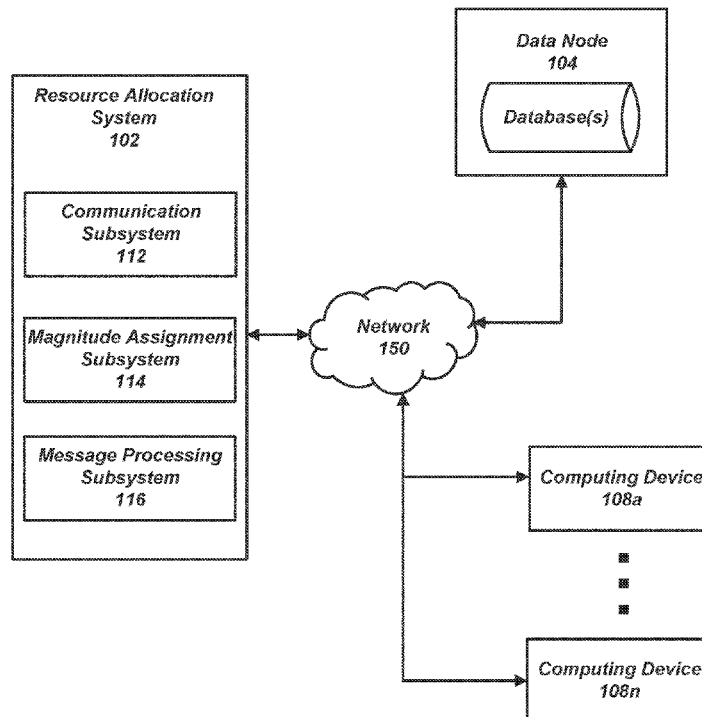 Resource Allocation
System
102
Communication
Subsystem
112
Magnitude Assignment
Subsystem
114
Message Processing
Subsystem
116
Network
150
Data Node
104
Database(s)
Computing Device
108a
Computing Device
108n